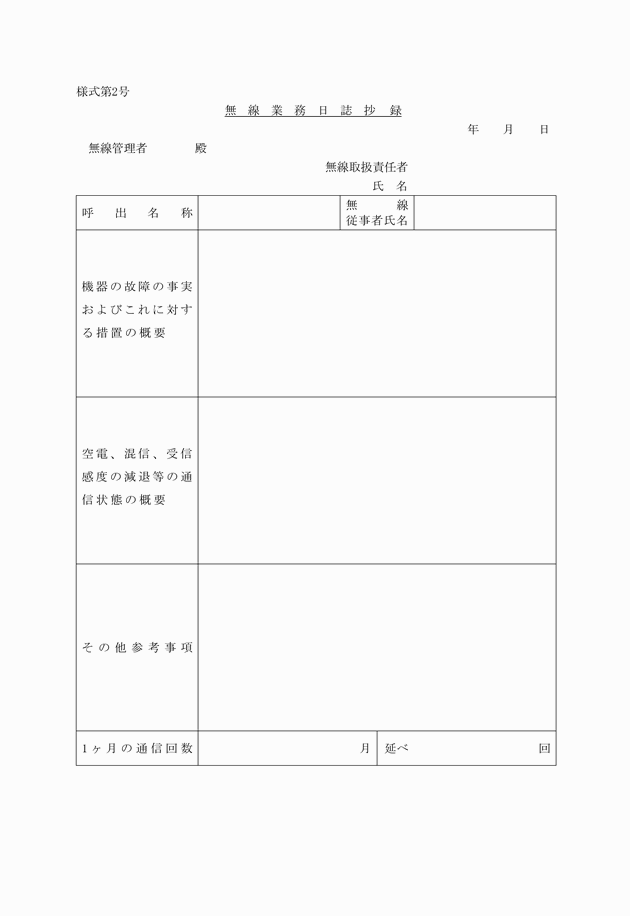 様式第2号
無線業務日誌抄録
年　　月　　日
無線管理者　　　　殿
無線取扱責任者
氏　名
呼出名称
無線
従事者氏名
機器の故障の事実
およびこれに対す
る措置の概要
空電、混信、受信
感度の減退等の通
信状態の概要
その他参考事項
1ヶ月の通信回数　　月　延べ　　回